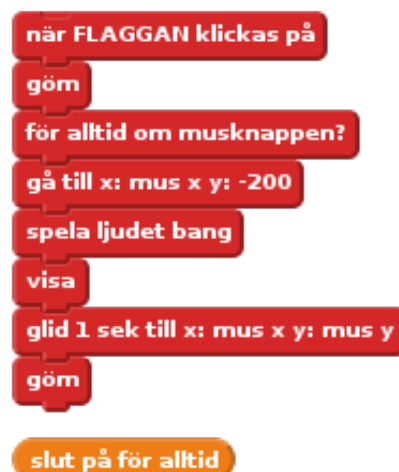 när FLAGGAN klickas på
göm
för alltid om musknappen?
gå till x: mus x y: -200
spela ljudet bang
visa
glid 1 sek till x: mus x y: mus y
göm
slut på för alltid